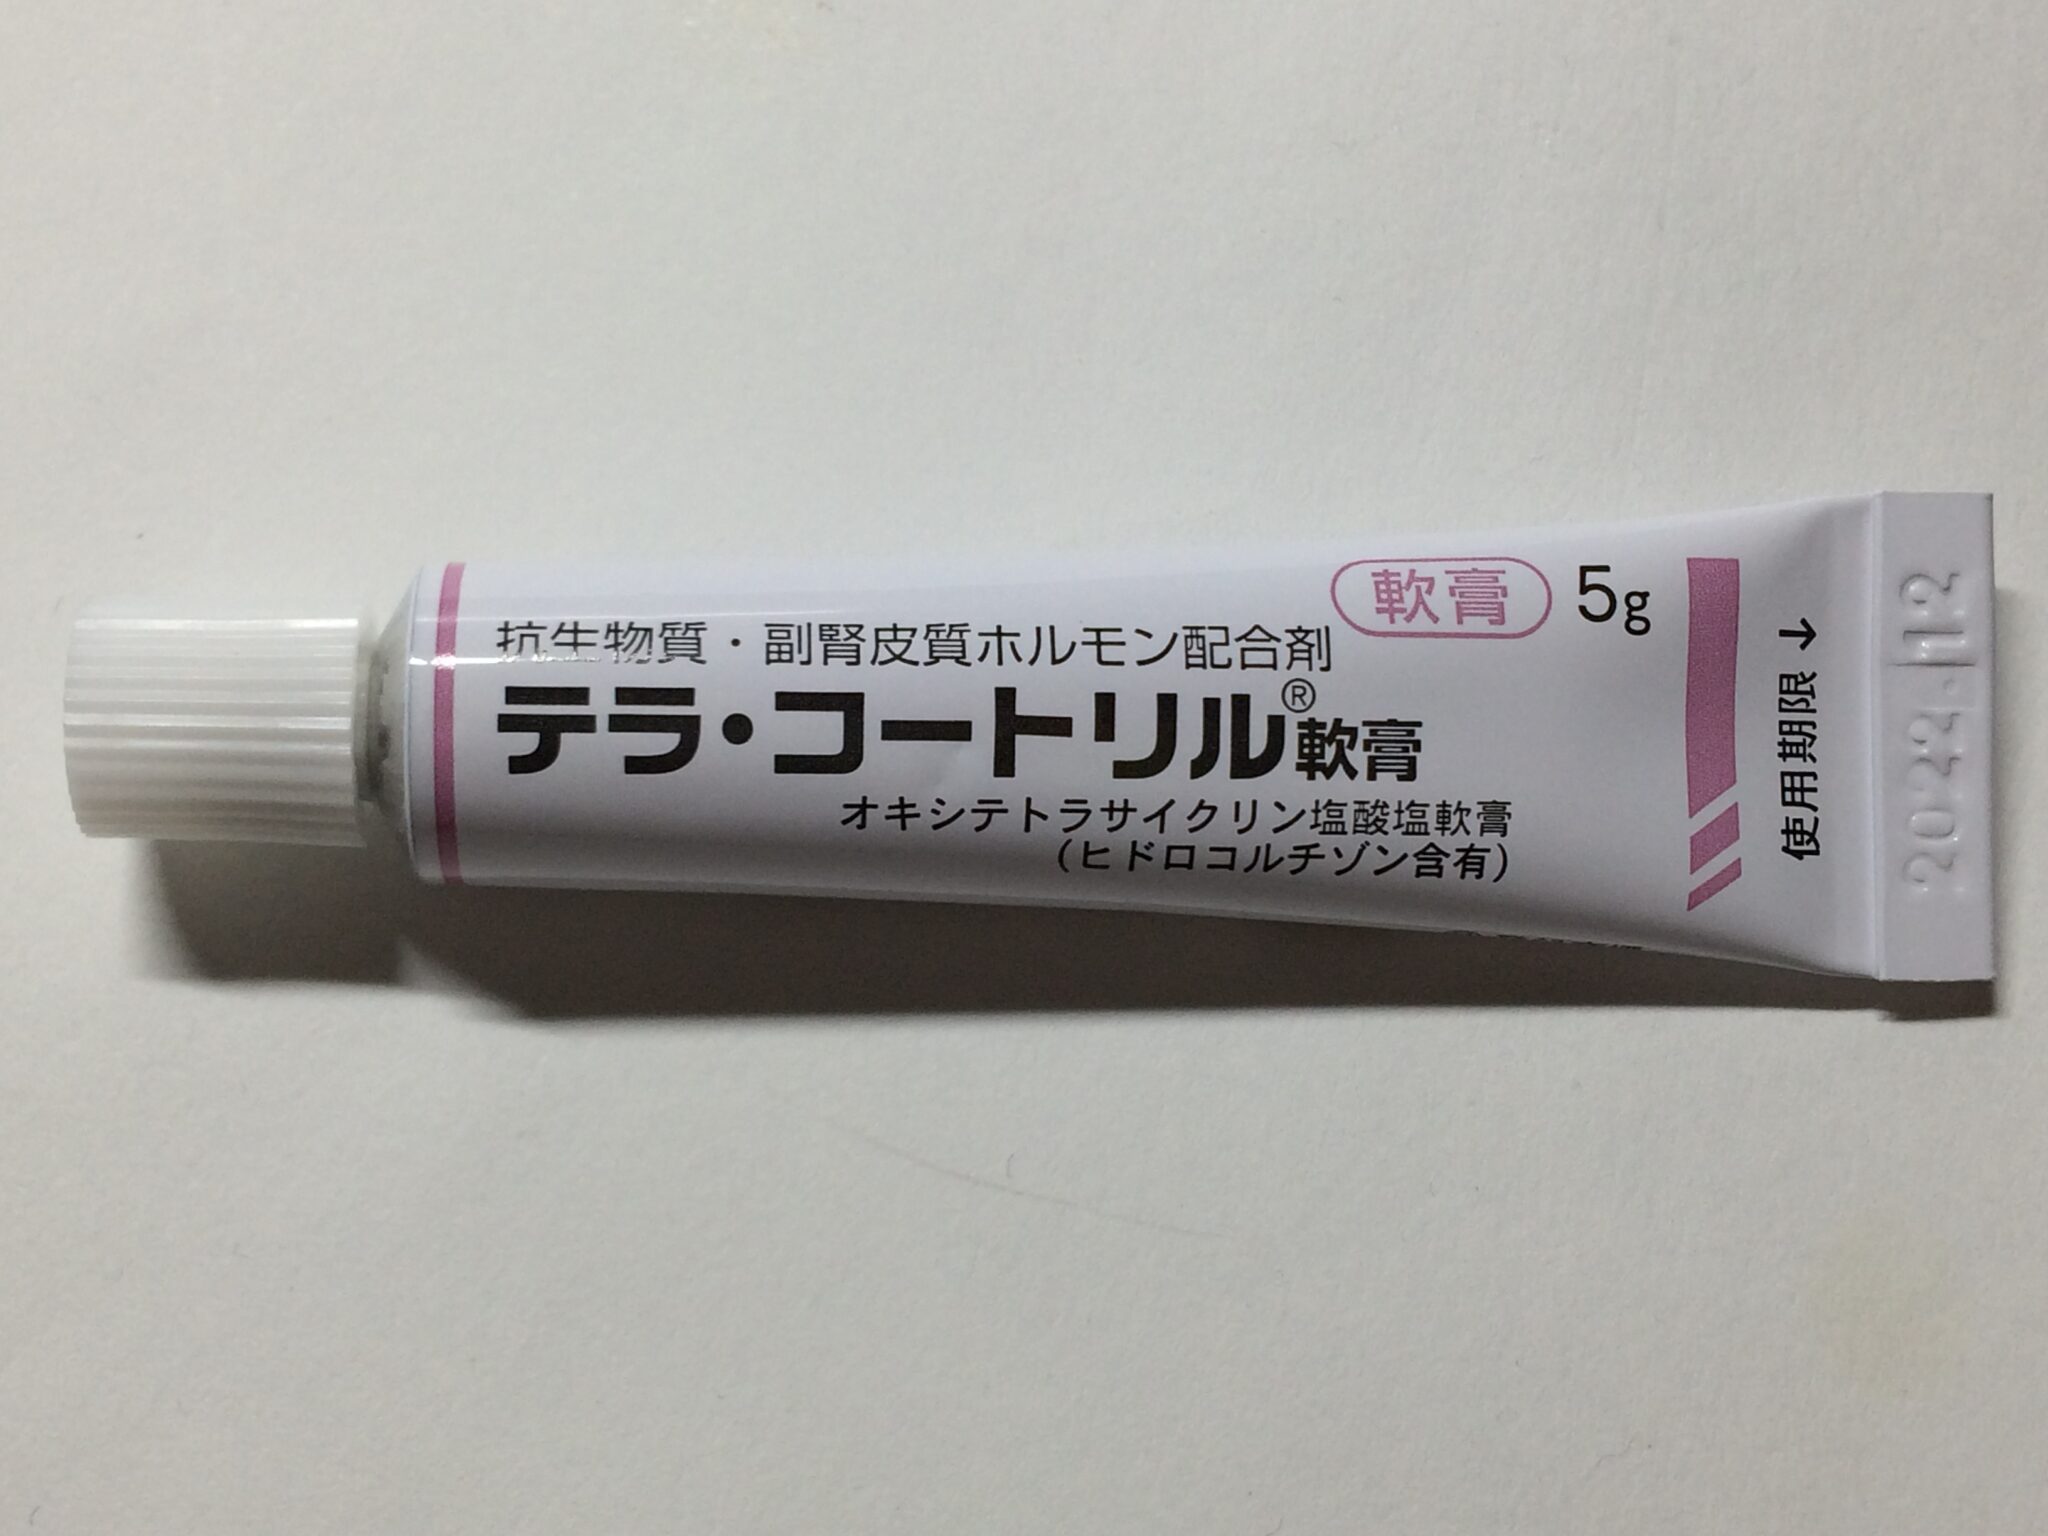 軟膏 5g
抗生物質・副腎皮質ホルモン配合剤
テラ・コートリル®軟膏
オキシテトラサイクリン塩酸塩軟膏
(ヒドロコルチゾン含有)
使用期限→
2022.12